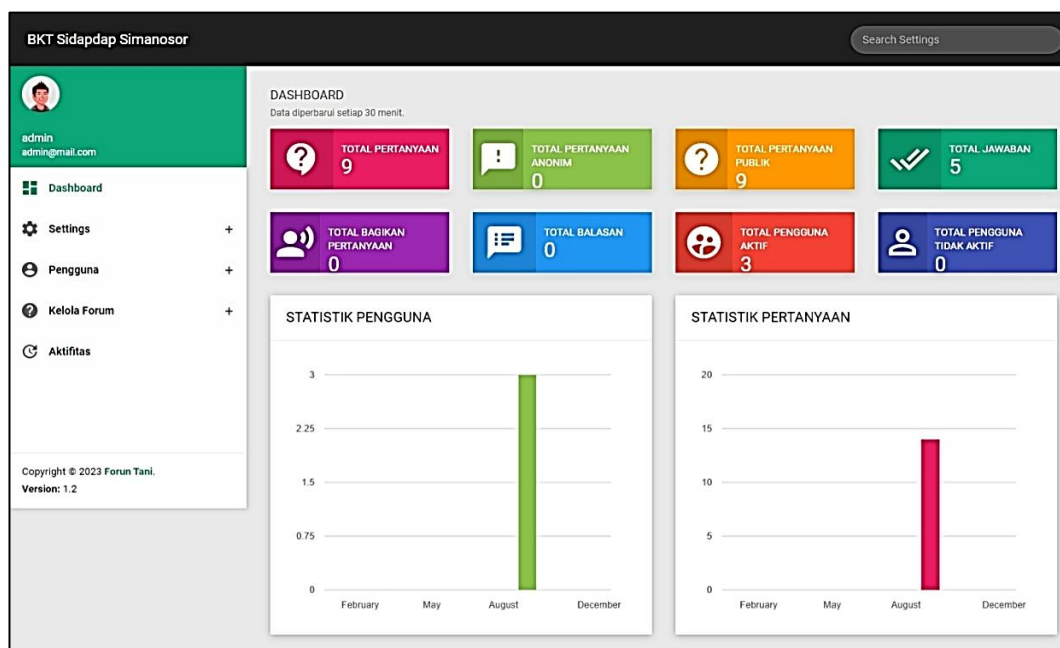 BKT Sidapdap Simanosor
Search Settings
admin
admin@mail.com
Dashboard
Settings +
Pengguna +
Kelola Forum +
Aktifitas
Copyright © 2023 Forun Tani.
Version: 1.2
DASHBOARD
Data diperbarui setiap 30 menit.
TOTAL PERTANYAAN
9
TOTAL PERTANYAAN
ANONIM
0
TOTAL PERTANYAAN
PUBLIK
9
TOTAL JAWABAN
5
TOTAL BAGIKAN
PERTANYAAN
0
TOTAL BALASAN
0
TOTAL PENGGUNA
AKTIF
3
TOTAL PENGGUNA
TIDAK AKTIF
0
STATISTIK PENGGUNA
3
2.25
1.5
0.75
0
February May August December
STATISTIK PERTANYAAN
20
15
10
5
0
February May August December